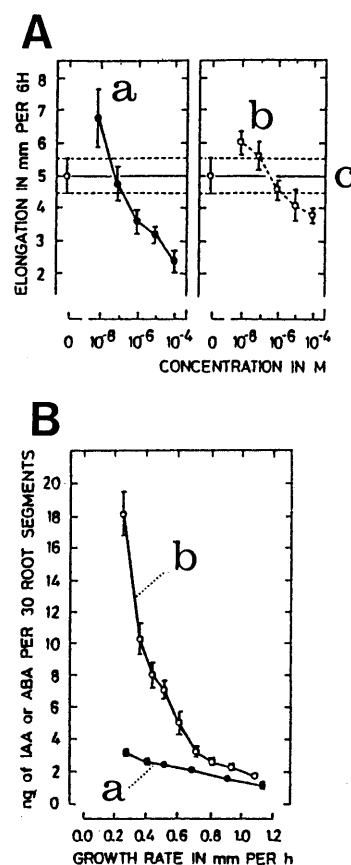 A
a
b
c
ELONGATION IN mm PER 6H
8
7
6
5
4
3
2
0 10⁻⁸ 10⁻⁶ 10⁻⁴ 0 10⁻⁸ 10⁻⁶ 10⁻⁴
CONCENTRATION IN M
B
ng of IAA or ABA PER 30 ROOT SEGMENTS
20
18
16
14
12
10
8
6
4
2
0
b
a
0.0 0.2 0.4 0.6 0.8 1.0 1.2
GROWTH RATE IN mm PER h